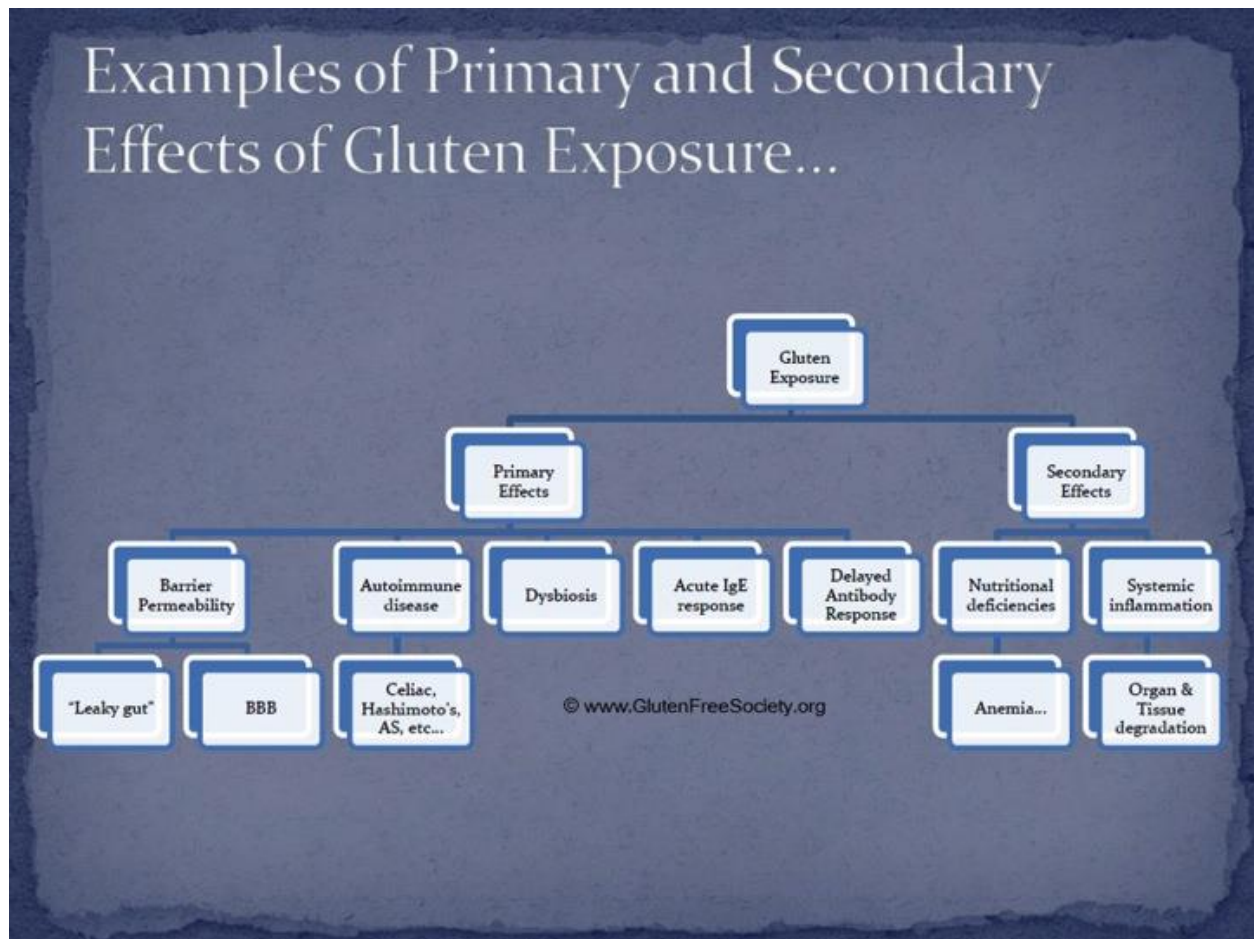 Examples of Primary and Secondary
Effects of Gluten Exposure...
Gluten
Exposure
Primary
Effects
Secondary
Effects
Barrier
Permeability
Autoimmune
disease
Dysbiosis
Acute IgE
response
Delayed
Antibody
Response
Nutritional
deficiencies
Systemic
inflammation
"Leaky gut"
BBB
Celiac,
Hashimoto's,
AS, etc...
© www.GlutenFreeSociety.org
Anemia...
Organ &
Tissue
degradation